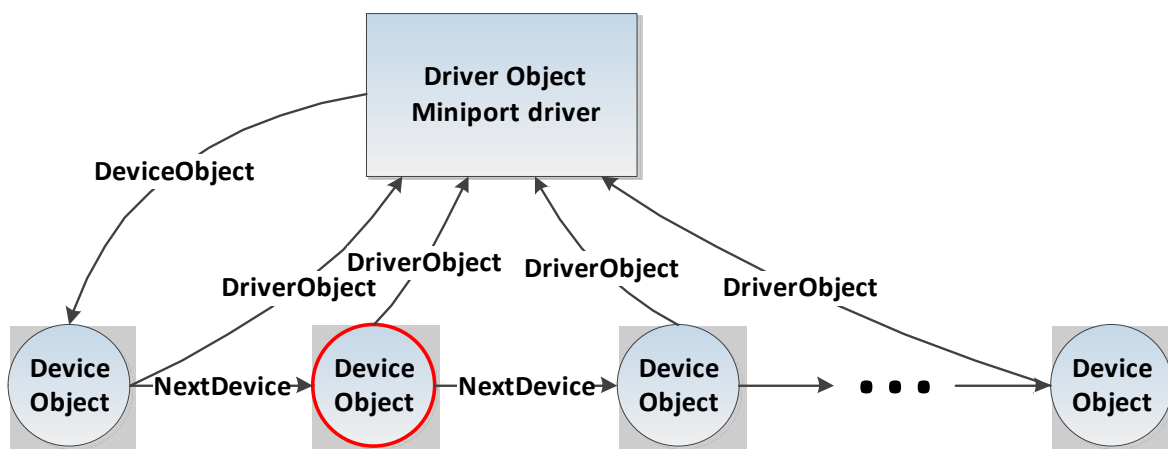 Driver Object
Miniport driver
DeviceObject
DriverObject
DriverObject
DriverObject
DriverObject
Device
Object
NextDevice
Device
Object
NextDevice
Device
Object
...
Device
Object